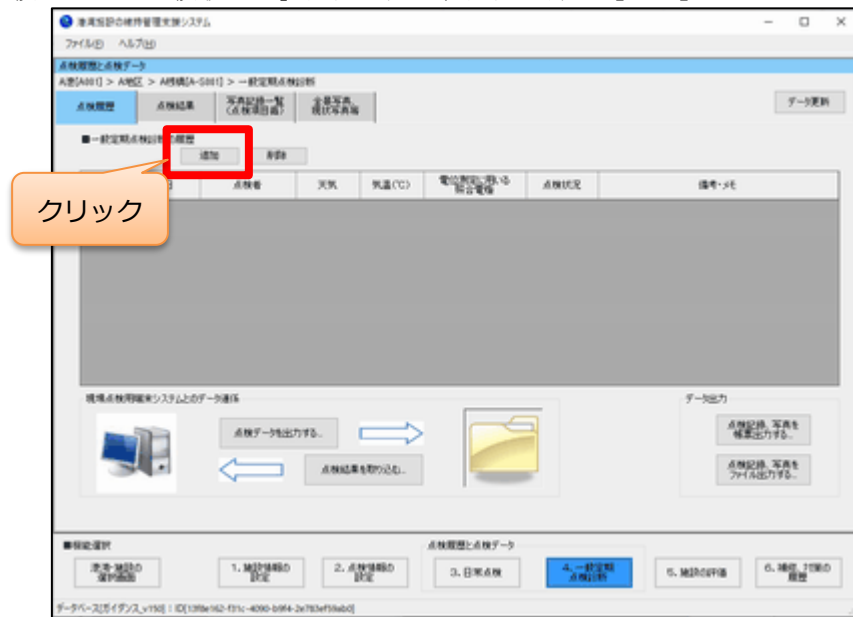 港湾施設の維持管理支援システム
ファイル(F) ヘルプ(H)
点検履歴と点検データ
A港[A001] > A地区 > A桟橋[A-S001] > 一般定期点検診断
点検履歴 点検結果 写真記録一覧(点検項目毎) 全景写真、現状写真等 データ更新
■一般定期点検診断の履歴
追加 削除
クリック
点検者 天気 気温(℃) 電位測定に用いる照合電極 点検状況 備考・メモ
現場点検用端末システムとのデータ連係 データ出力
点検データを出力する... 点検記録、写真を帳票出力する...
点検結果を取り込む... 点検記録、写真をファイル出力する...
■機能選択 点検履歴と点検データ
港湾・施設の選択画面 1. 施設情報の設定 2. 点検情報の設定 3. 日常点検 4. 一般定期点検診断 5. 施設の評価 6. 補修、対策の履歴
データベース[ガイダンス_v150]